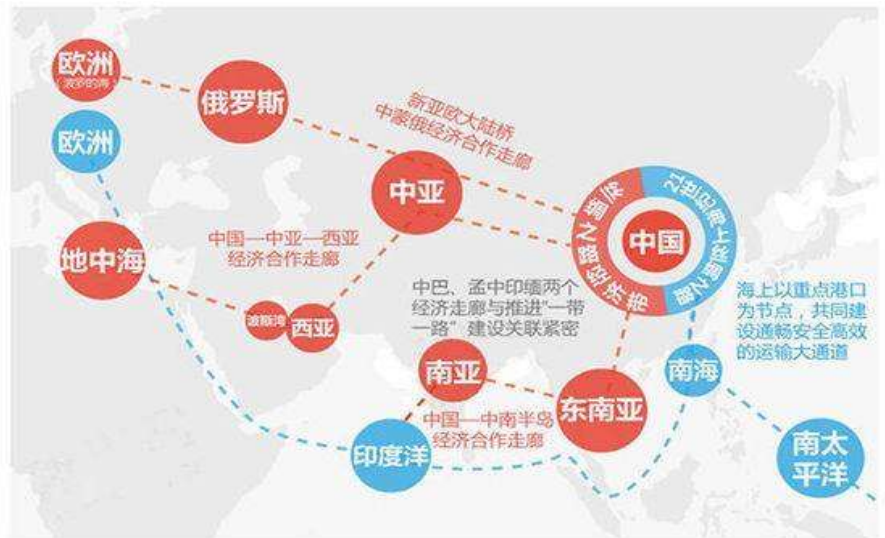 欧洲
(波罗的海)
俄罗斯
欧洲
新亚欧大陆桥
中蒙俄经济合作走廊
中亚
丝绸之路经济带
21世纪海上丝绸之路
中国
地中海
中国—中亚—西亚
经济合作走廊
波斯湾
西亚
中巴、孟中印缅两个
经济走廊与推进“一带
一路”建设关联紧密
海上以重点港口
为节点，共同建
设通畅安全高效
的运输大通道
南亚
南海
东南亚
中国—中南半岛
经济合作走廊
印度洋
南太
平洋